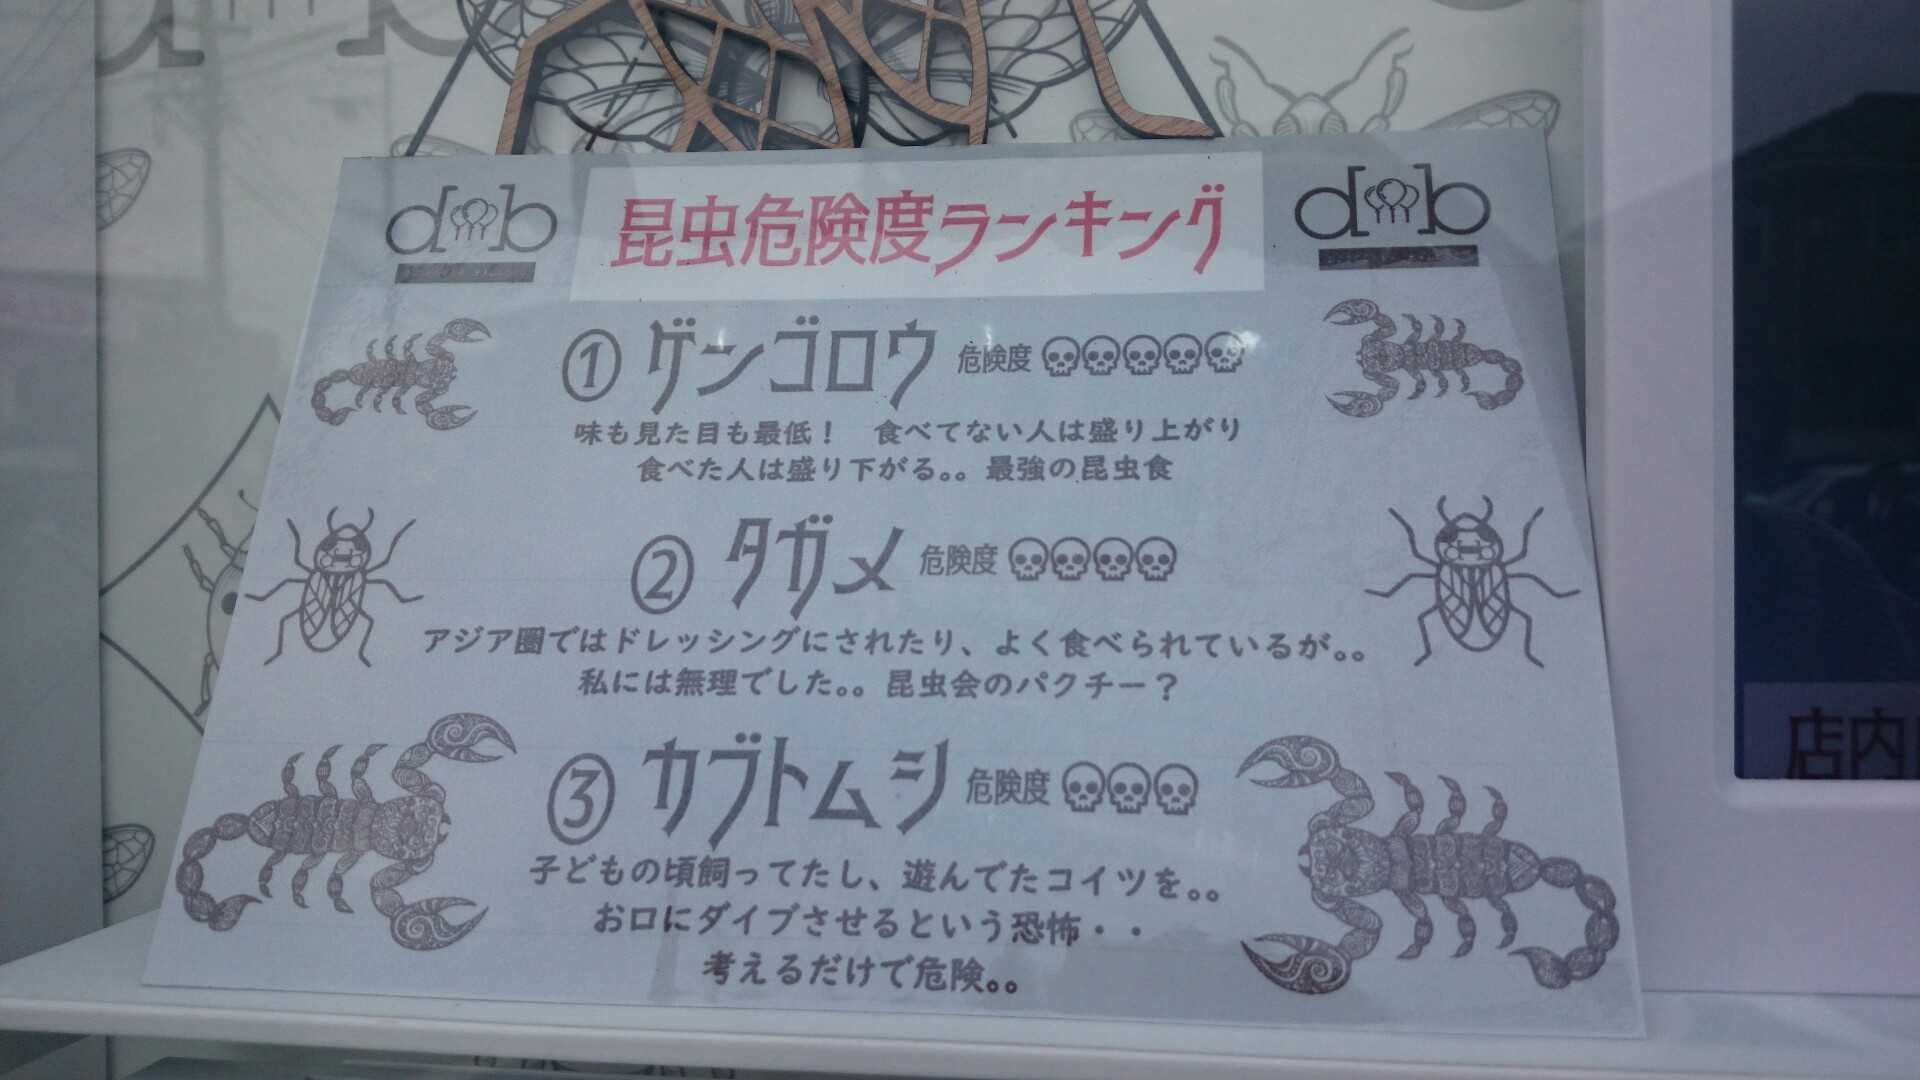 d[]b
昆虫危険度ランキング
d[]b
① ゲンゴロウ 危険度
味も見た目も最低！ 食べてない人は盛り上がり
食べた人は盛り下がる。。最強の昆虫食
② タガメ 危険度
アジア圏ではドレッシングにされたり、よく食べられているが。。
私には無理でした。。昆虫会のパクチー？
③ カブトムシ 危険度
子どもの頃飼ってたし、遊んでたコイツを。。
お口にダイブさせるという恐怖・・
考えるだけで危険。。
店内